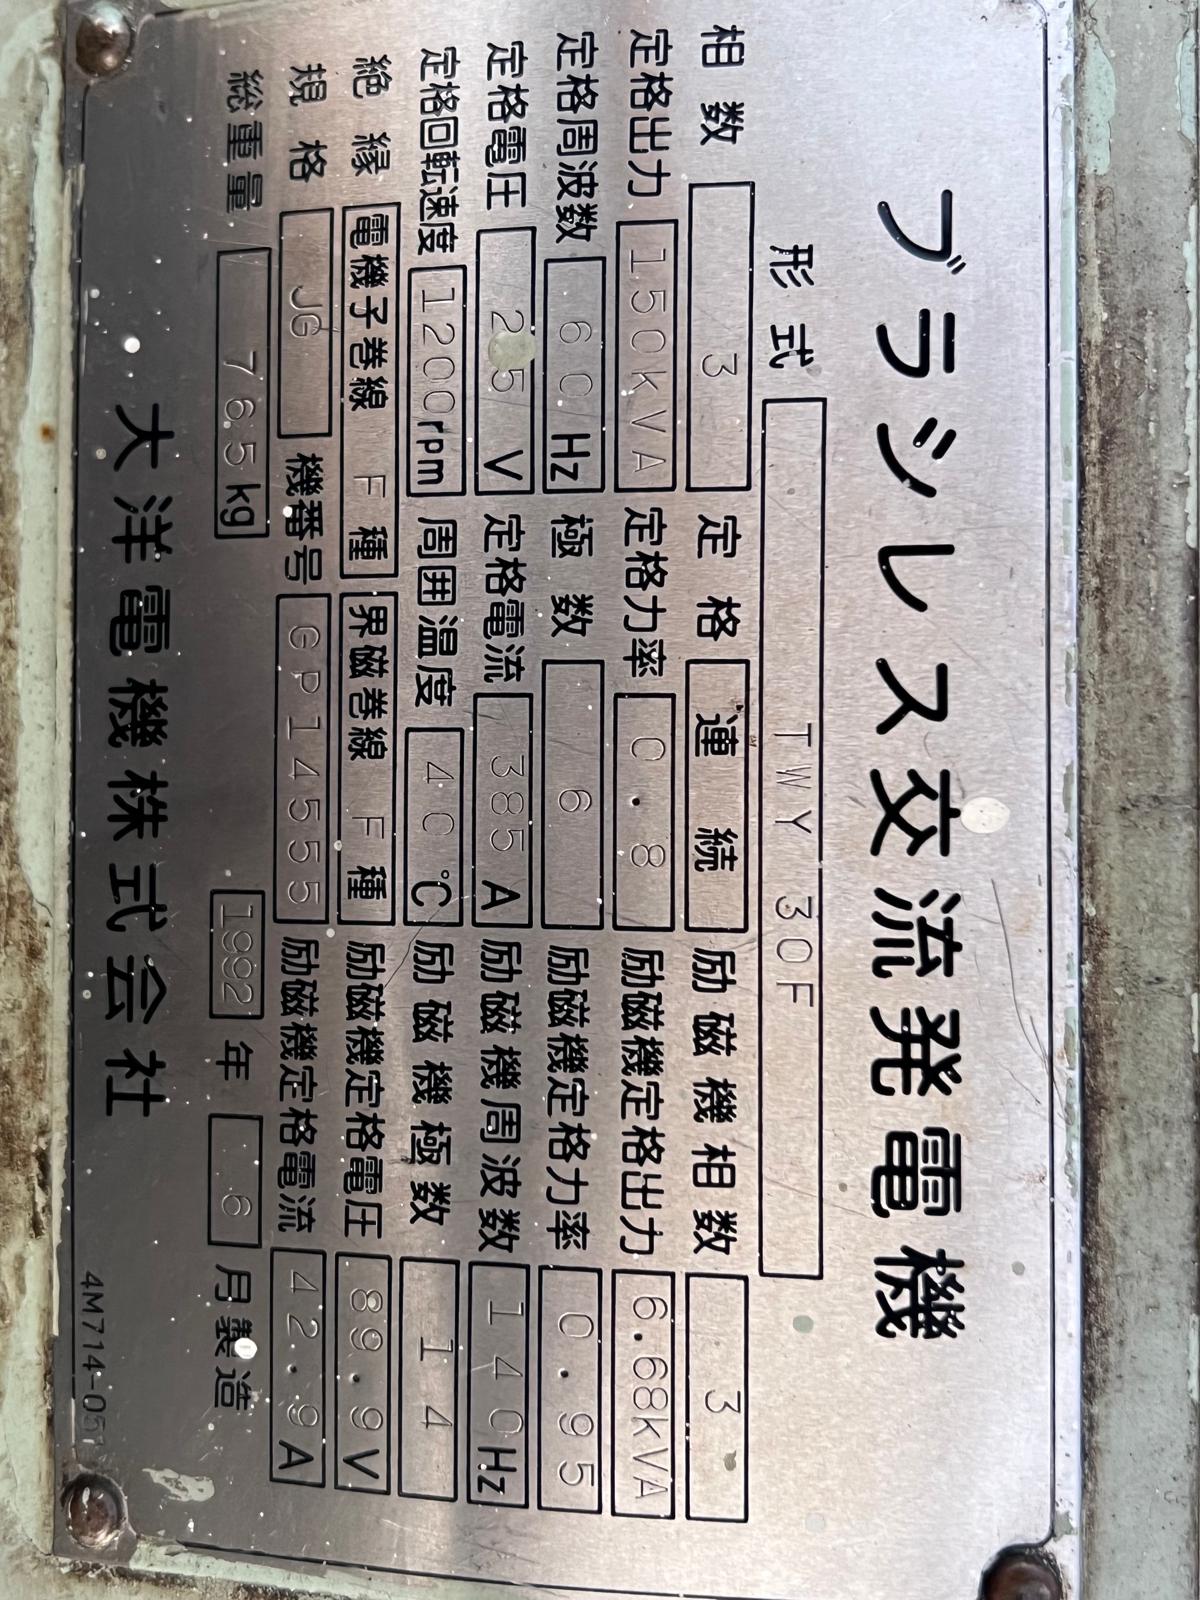 ブラシレス交流発電機
形式 TWY 30F
相数 3 定格 連続 励磁機相数 3
定格出力 150kVA 定格力率 0.8 励磁機定格出力 6.68kVA
定格周波数 60Hz 極数 6 励磁機定格力率 0.95
定格電圧 V 定格電流 385A 励磁機周波数 140Hz
定格回転速度 1200rpm 周囲温度 40℃ 励磁機極数 14
絶縁 電機子巻線 F種 界磁巻線 F種 励磁機定格電圧 89.9V
規格 JG 機番号 GP14555 励磁機定格電流 42.9A
総重量 765kg 1992年 6月製造
大洋電機株式会社